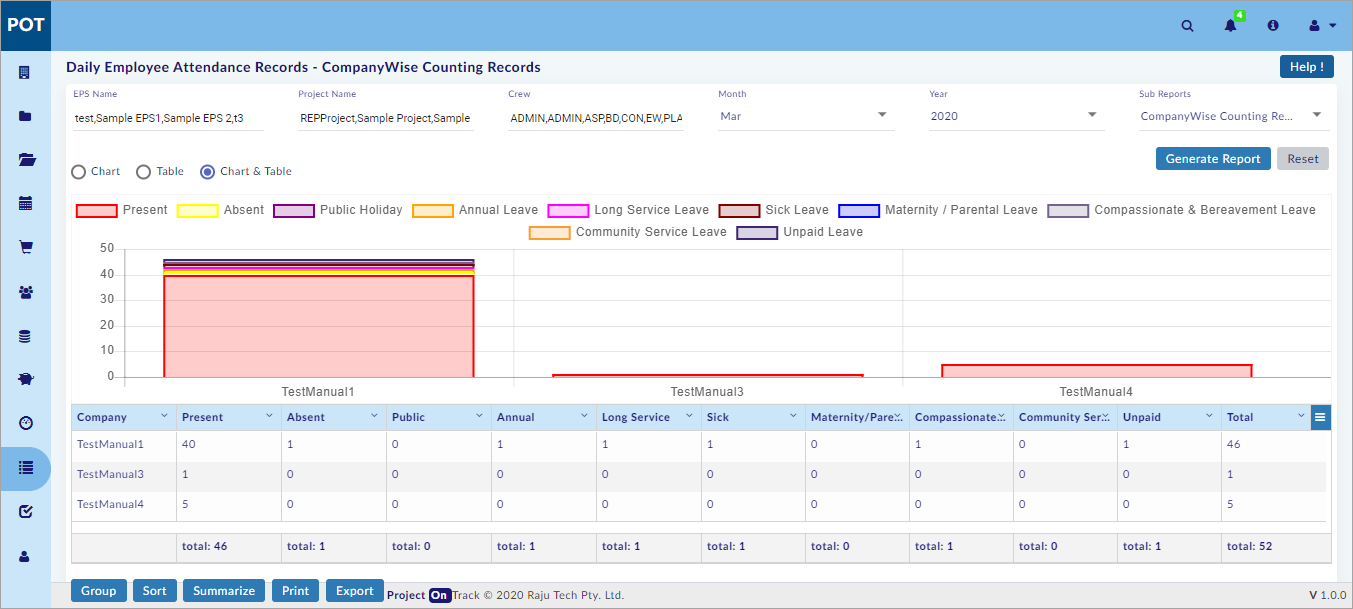 POT
4
Daily Employee Attendance Records - CompanyWise Counting Records
Help !
EPS Name Project Name Crew Month Year Sub Reports
test,Sample EPS1,Sample EPS 2,t3 REPProject,Sample Project,Sample ADMIN,ADMIN,ASP,BD,CON,EW,PLA Mar 2020 CompanyWise Counting Re...
Generate Report Reset
Chart Table Chart & Table
Present Absent Public Holiday Annual Leave Long Service Leave Sick Leave Maternity / Parental Leave Compassionate & Bereavement Leave
Community Service Leave Unpaid Leave
50
40
30
20
10
0
TestManual1 TestManual3 TestManual4
Company Present Absent Public Annual Long Service Sick Maternity/Pare... Compassionate... Community Ser... Unpaid Total
TestManual1 40 1 0 1 1 1 0 1 0 1 46
TestManual3 1 0 0 0 0 0 0 0 0 0 1
TestManual4 5 0 0 0 0 0 0 0 0 0 5
total: 46 total: 1 total: 0 total: 1 total: 1 total: 1 total: 0 total: 1 total: 0 total: 1 total: 52
Group Sort Summarize Print Export Project On Track © 2020 Raju Tech Pty. Ltd. V 1.0.0